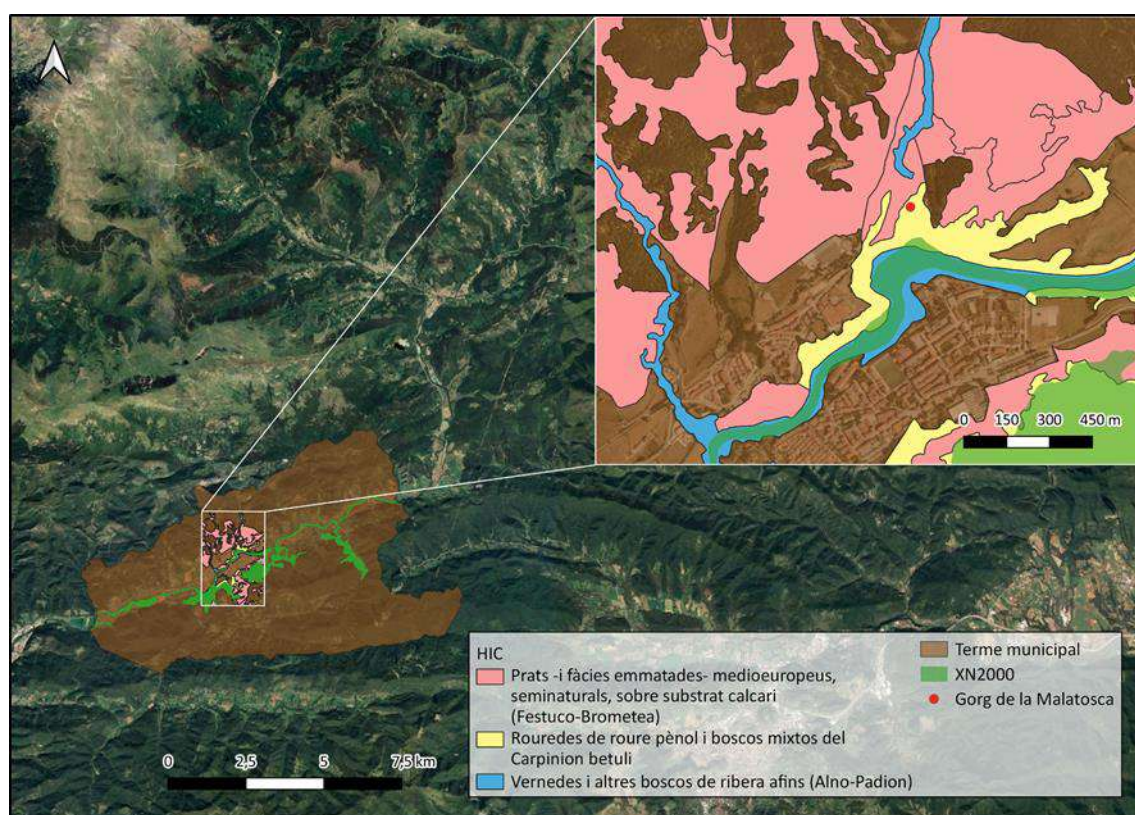 0 150 300 450 m
HIC
Prats -i fàcies emmatades- medioeuropeus,
seminaturals, sobre substrat calcari
(Festuco-Brometea)
Rouredes de roure pènol i boscos mixtos del
Carpinion betuli
Vernedes i altres boscos de ribera afins (Alno-Padion)
Terme municipal
XN2000
Gorg de la Malatosca
0 2,5 5 7,5 km